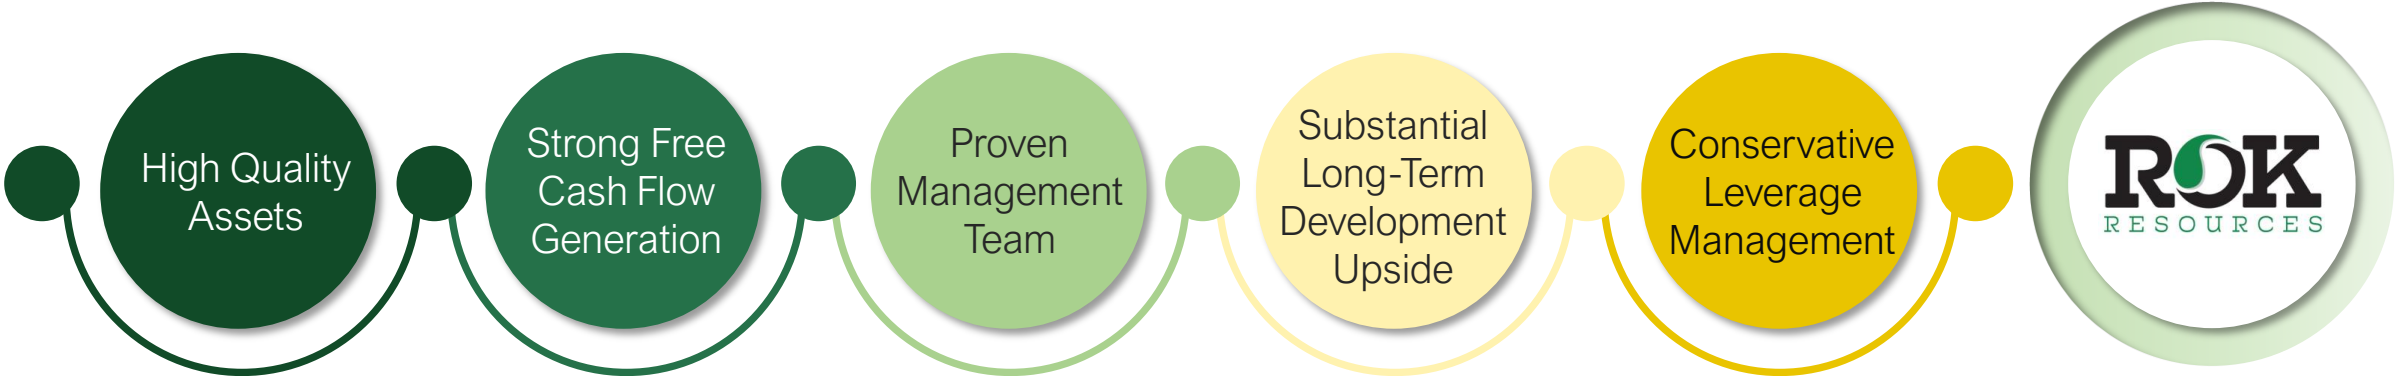 High Quality
Assets
Strong Free
Cash Flow
Generation
Proven
Management
Team
Substantial
Long-Term
Development
Upside
Conservative
Leverage
Management
ROK
RESOURCES